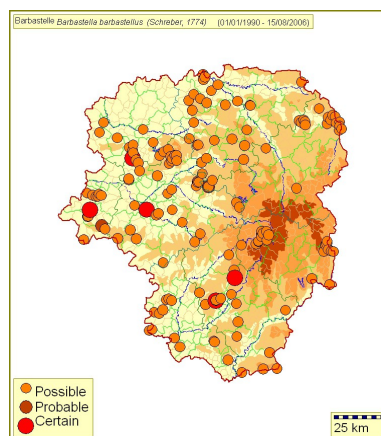 Barbastelle Barbastella barbastellus (Schreber, 1774) (01/01/1990 - 15/08/2006)
Possible
Probable
Certain
25 km